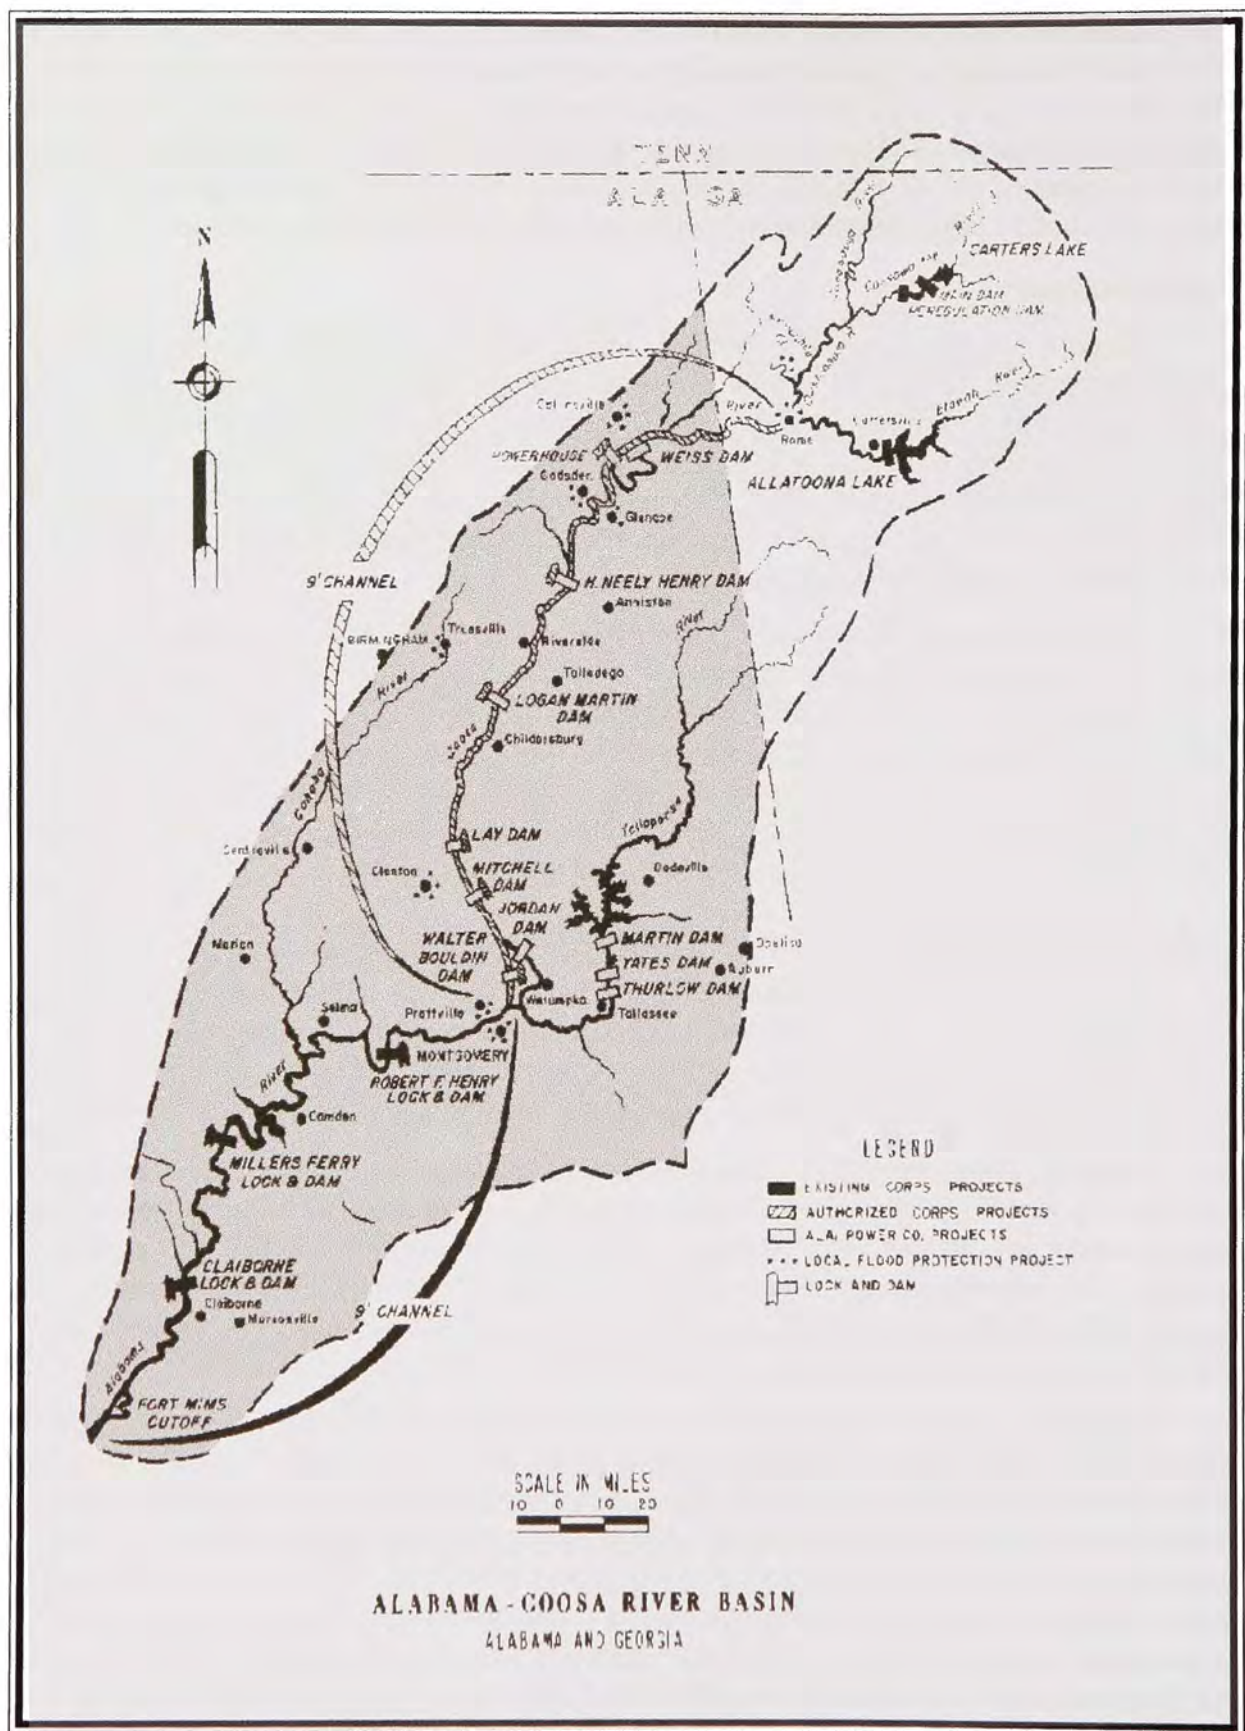 TENN
ALA GA
N
CARTERS LAKE
MAIN DAM
REREGULATION DAM
River
Coosawattee
Etowah River
Collinsville
River
Rome
Cartersville
POWERHOUSE
WEISS DAM
Gadsden
ALLATOONA LAKE
Glencoe
9' CHANNEL
H. NEELY HENRY DAM
Anniston
River
BIRMINGHAM
Trussville
Riverside
Talladega
River
LOGAN MARTIN
DAM
Coosa
Childersburg
Cahaba
Tallapoosa
LAY DAM
Centreville
Clanton
MITCHELL
DAM
Dadeville
JORDAN
DAM
WALTER
BOULDIN
DAM
MARTIN DAM
Opelika
Marion
YATES DAM
Auburn
THURLOW DAM
Wetumpka
Selma
Prattville
Tallassee
MONTGOMERY
ROBERT F. HENRY
LOCK & DAM
River
Camden
MILLERS FERRY
LOCK & DAM
LEGEND
EXISTING CORPS PROJECTS
AUTHORIZED CORPS PROJECTS
ALA. POWER CO. PROJECTS
LOCAL FLOOD PROTECTION PROJECT
LOCK AND DAM
CLAIBORNE
LOCK & DAM
Claiborne
9' CHANNEL
Alabama
FORT MIMS
CUTOFF
SCALE IN MILES
10 0 10 20
ALABAMA - COOSA RIVER BASIN
ALABAMA AND GEORGIA